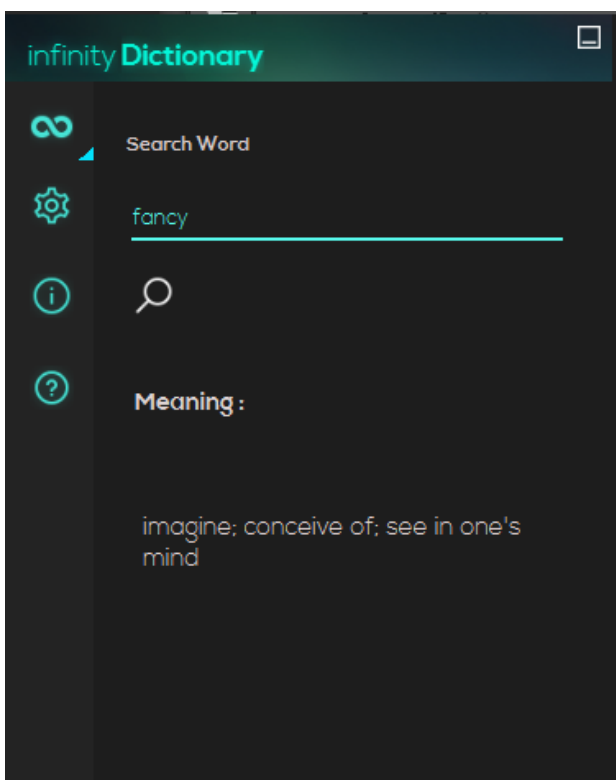 infinity Dictionary
Search Word
fancy
Meaning :
imagine; conceive of; see in one's
mind